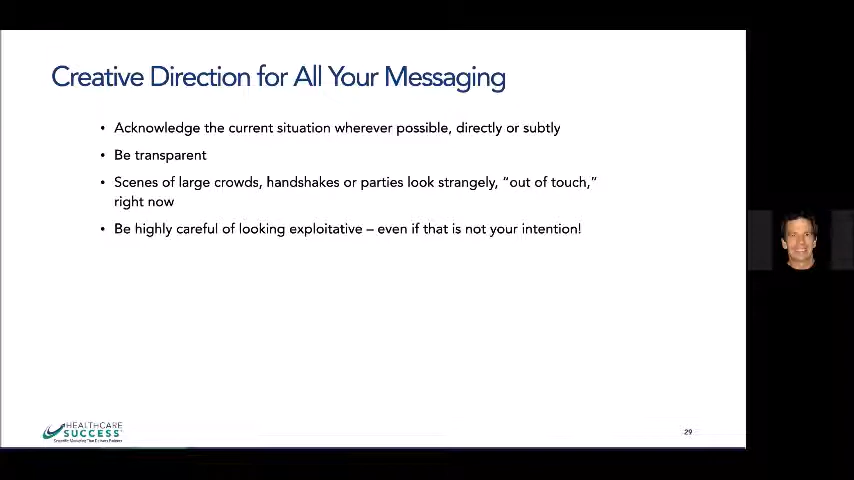 Creative Direction for All Your Messaging
• Acknowledge the current situation wherever possible, directly or subtly
• Be transparent
• Scenes of large crowds, handshakes or parties look strangely, “out of touch,”
right now
• Be highly careful of looking exploitative – even if that is not your intention!
HEALTHCARE
SUCCESS
29